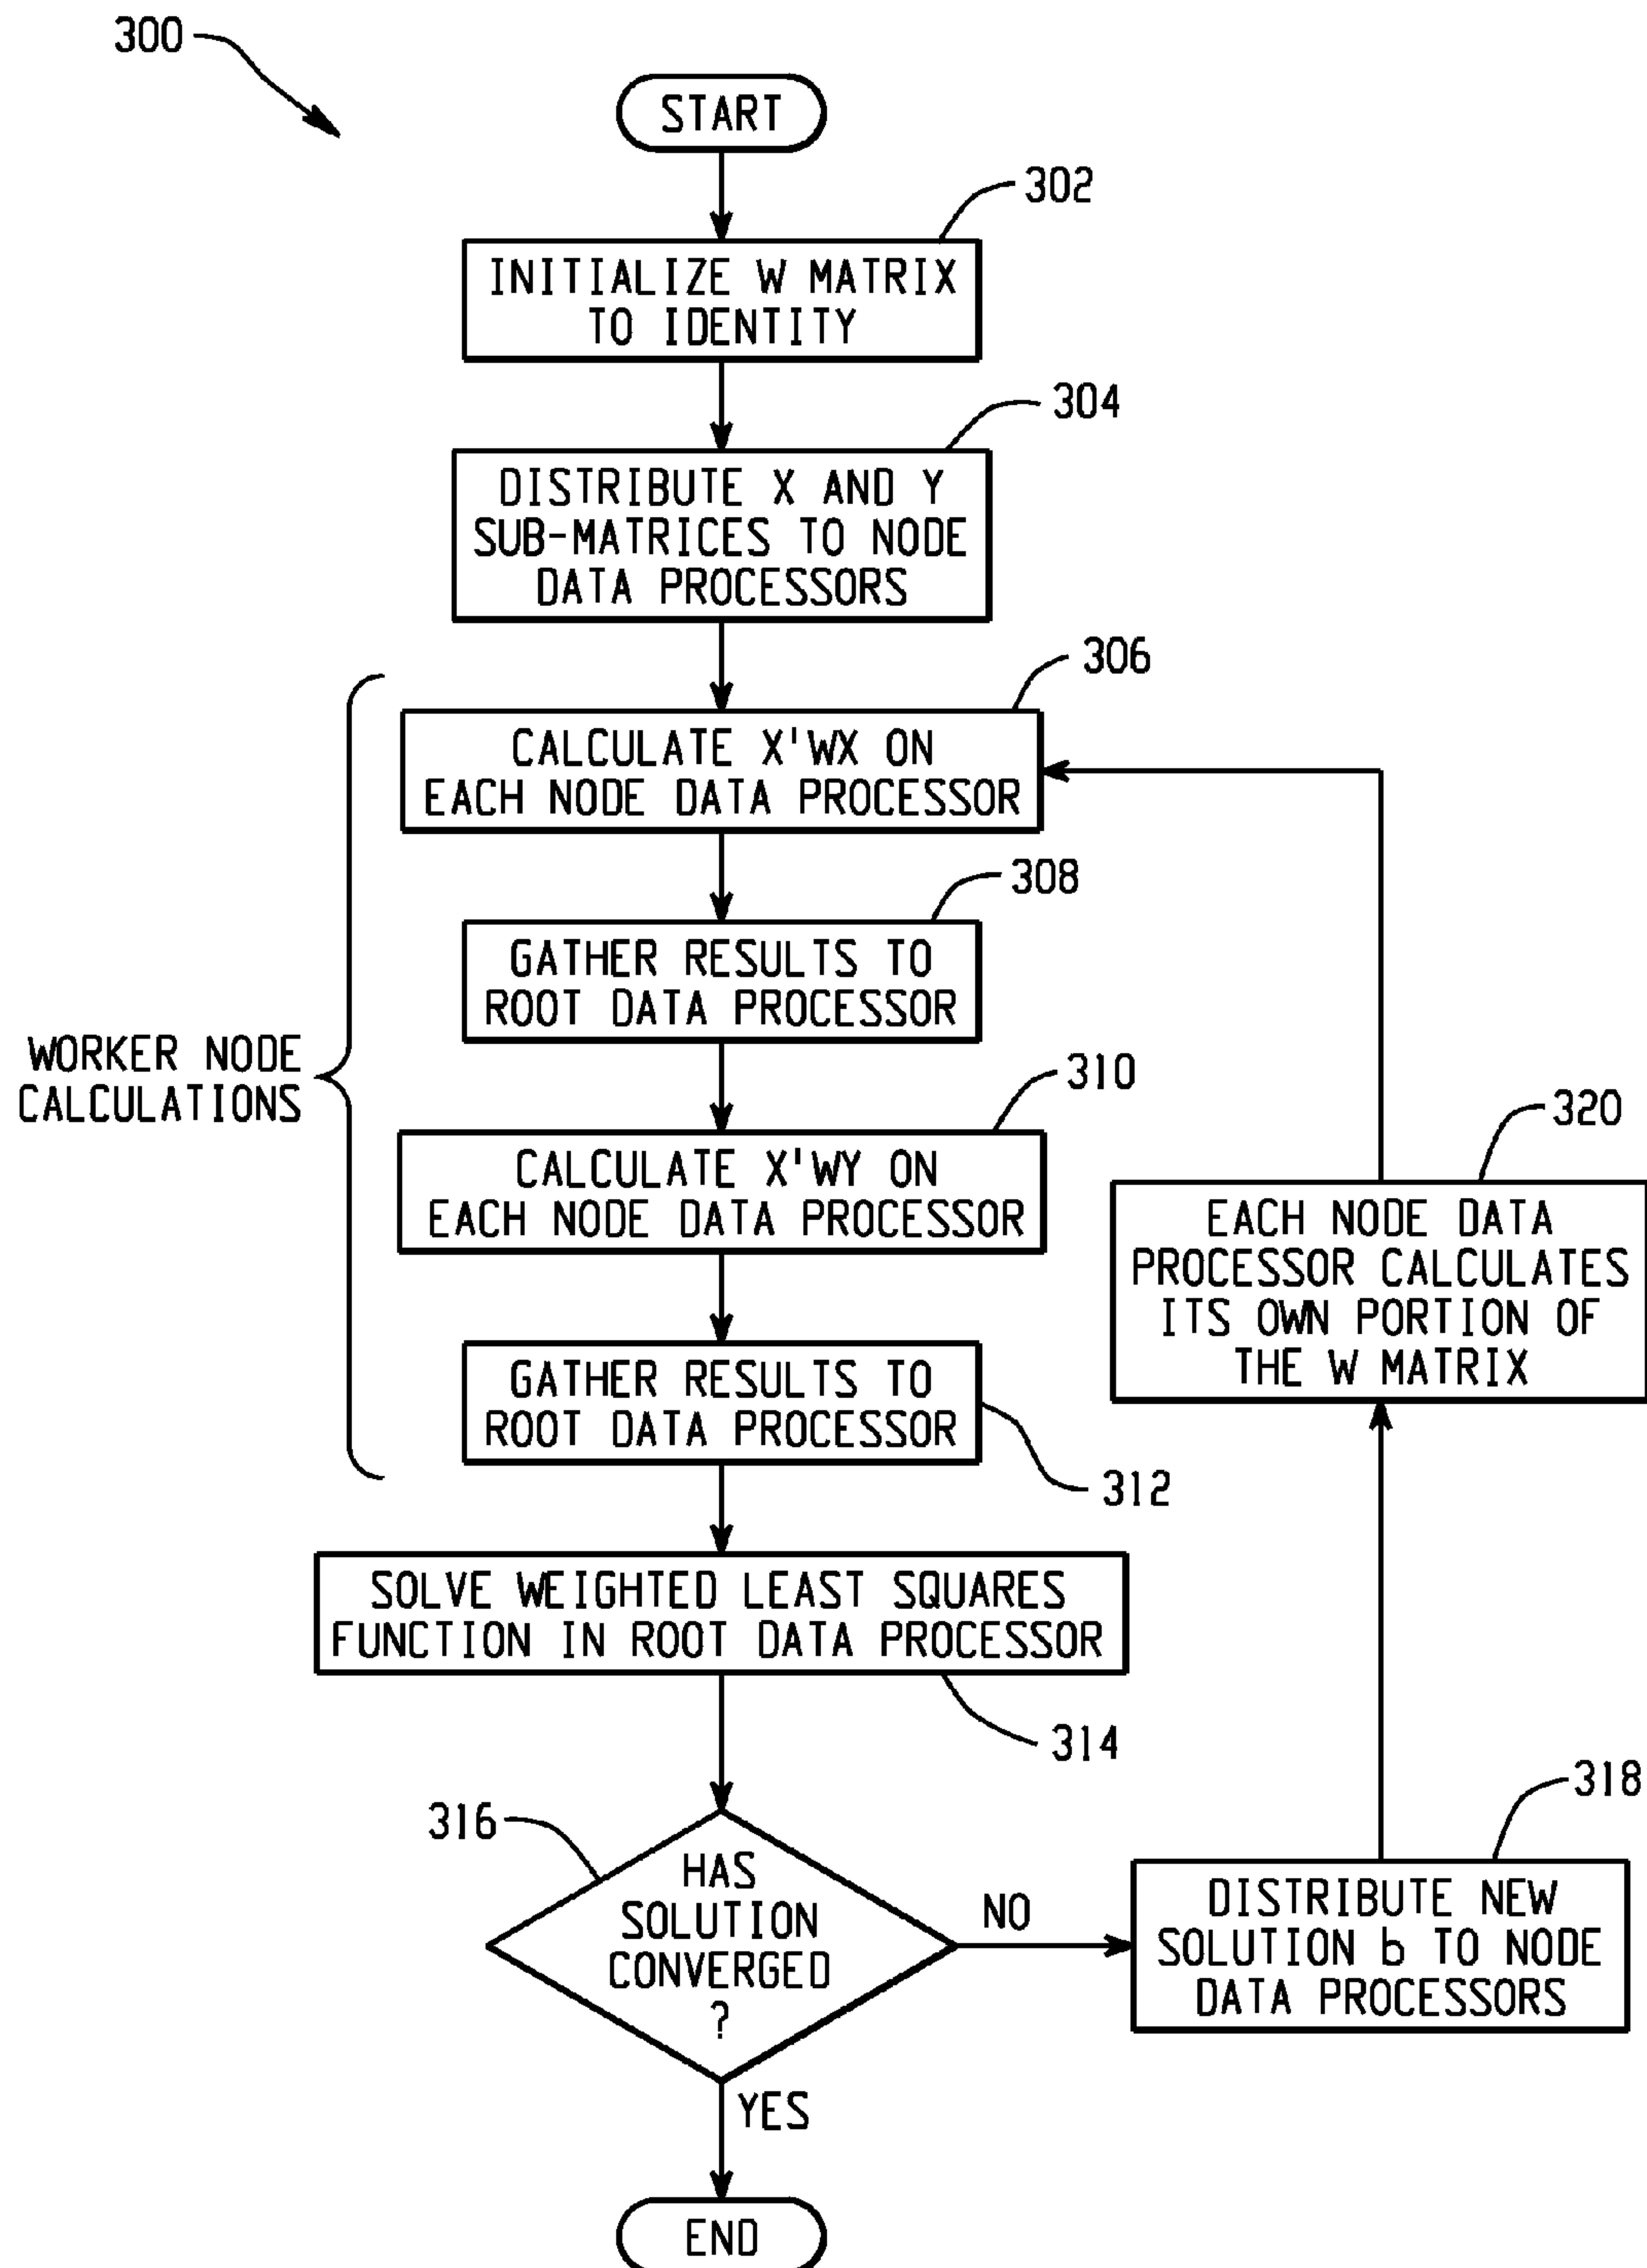 300
START
302
INITIALIZE W MATRIX
TO IDENTITY
304
DISTRIBUTE X AND Y
SUB-MATRICES TO NODE
DATA PROCESSORS
306
CALCULATE X'WX ON
EACH NODE DATA PROCESSOR
308
GATHER RESULTS TO
ROOT DATA PROCESSOR
WORKER NODE
CALCULATIONS
310
CALCULATE X'WY ON
EACH NODE DATA PROCESSOR
320
EACH NODE DATA
PROCESSOR CALCULATES
ITS OWN PORTION OF
THE W MATRIX
GATHER RESULTS TO
ROOT DATA PROCESSOR
312
SOLVE WEIGHTED LEAST SQUARES
FUNCTION IN ROOT DATA PROCESSOR
314
316
HAS
SOLUTION
CONVERGED
?
NO
318
DISTRIBUTE NEW
SOLUTION b TO NODE
DATA PROCESSORS
YES
END